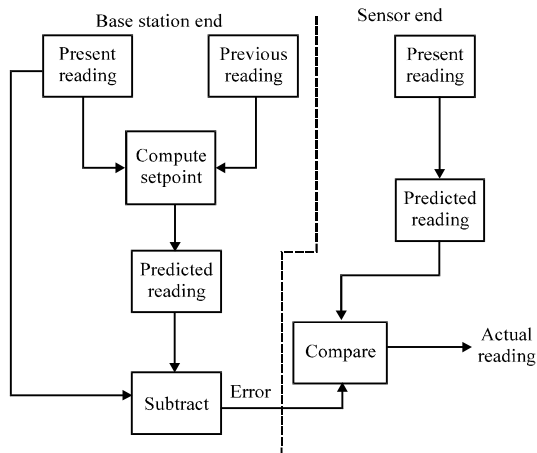 Base station end
Sensor end
Present
reading
Previous
reading
Present
reading
Compute
setpoint
Predicted
reading
Predicted
reading
Compare
Actual
reading
Subtract
Error